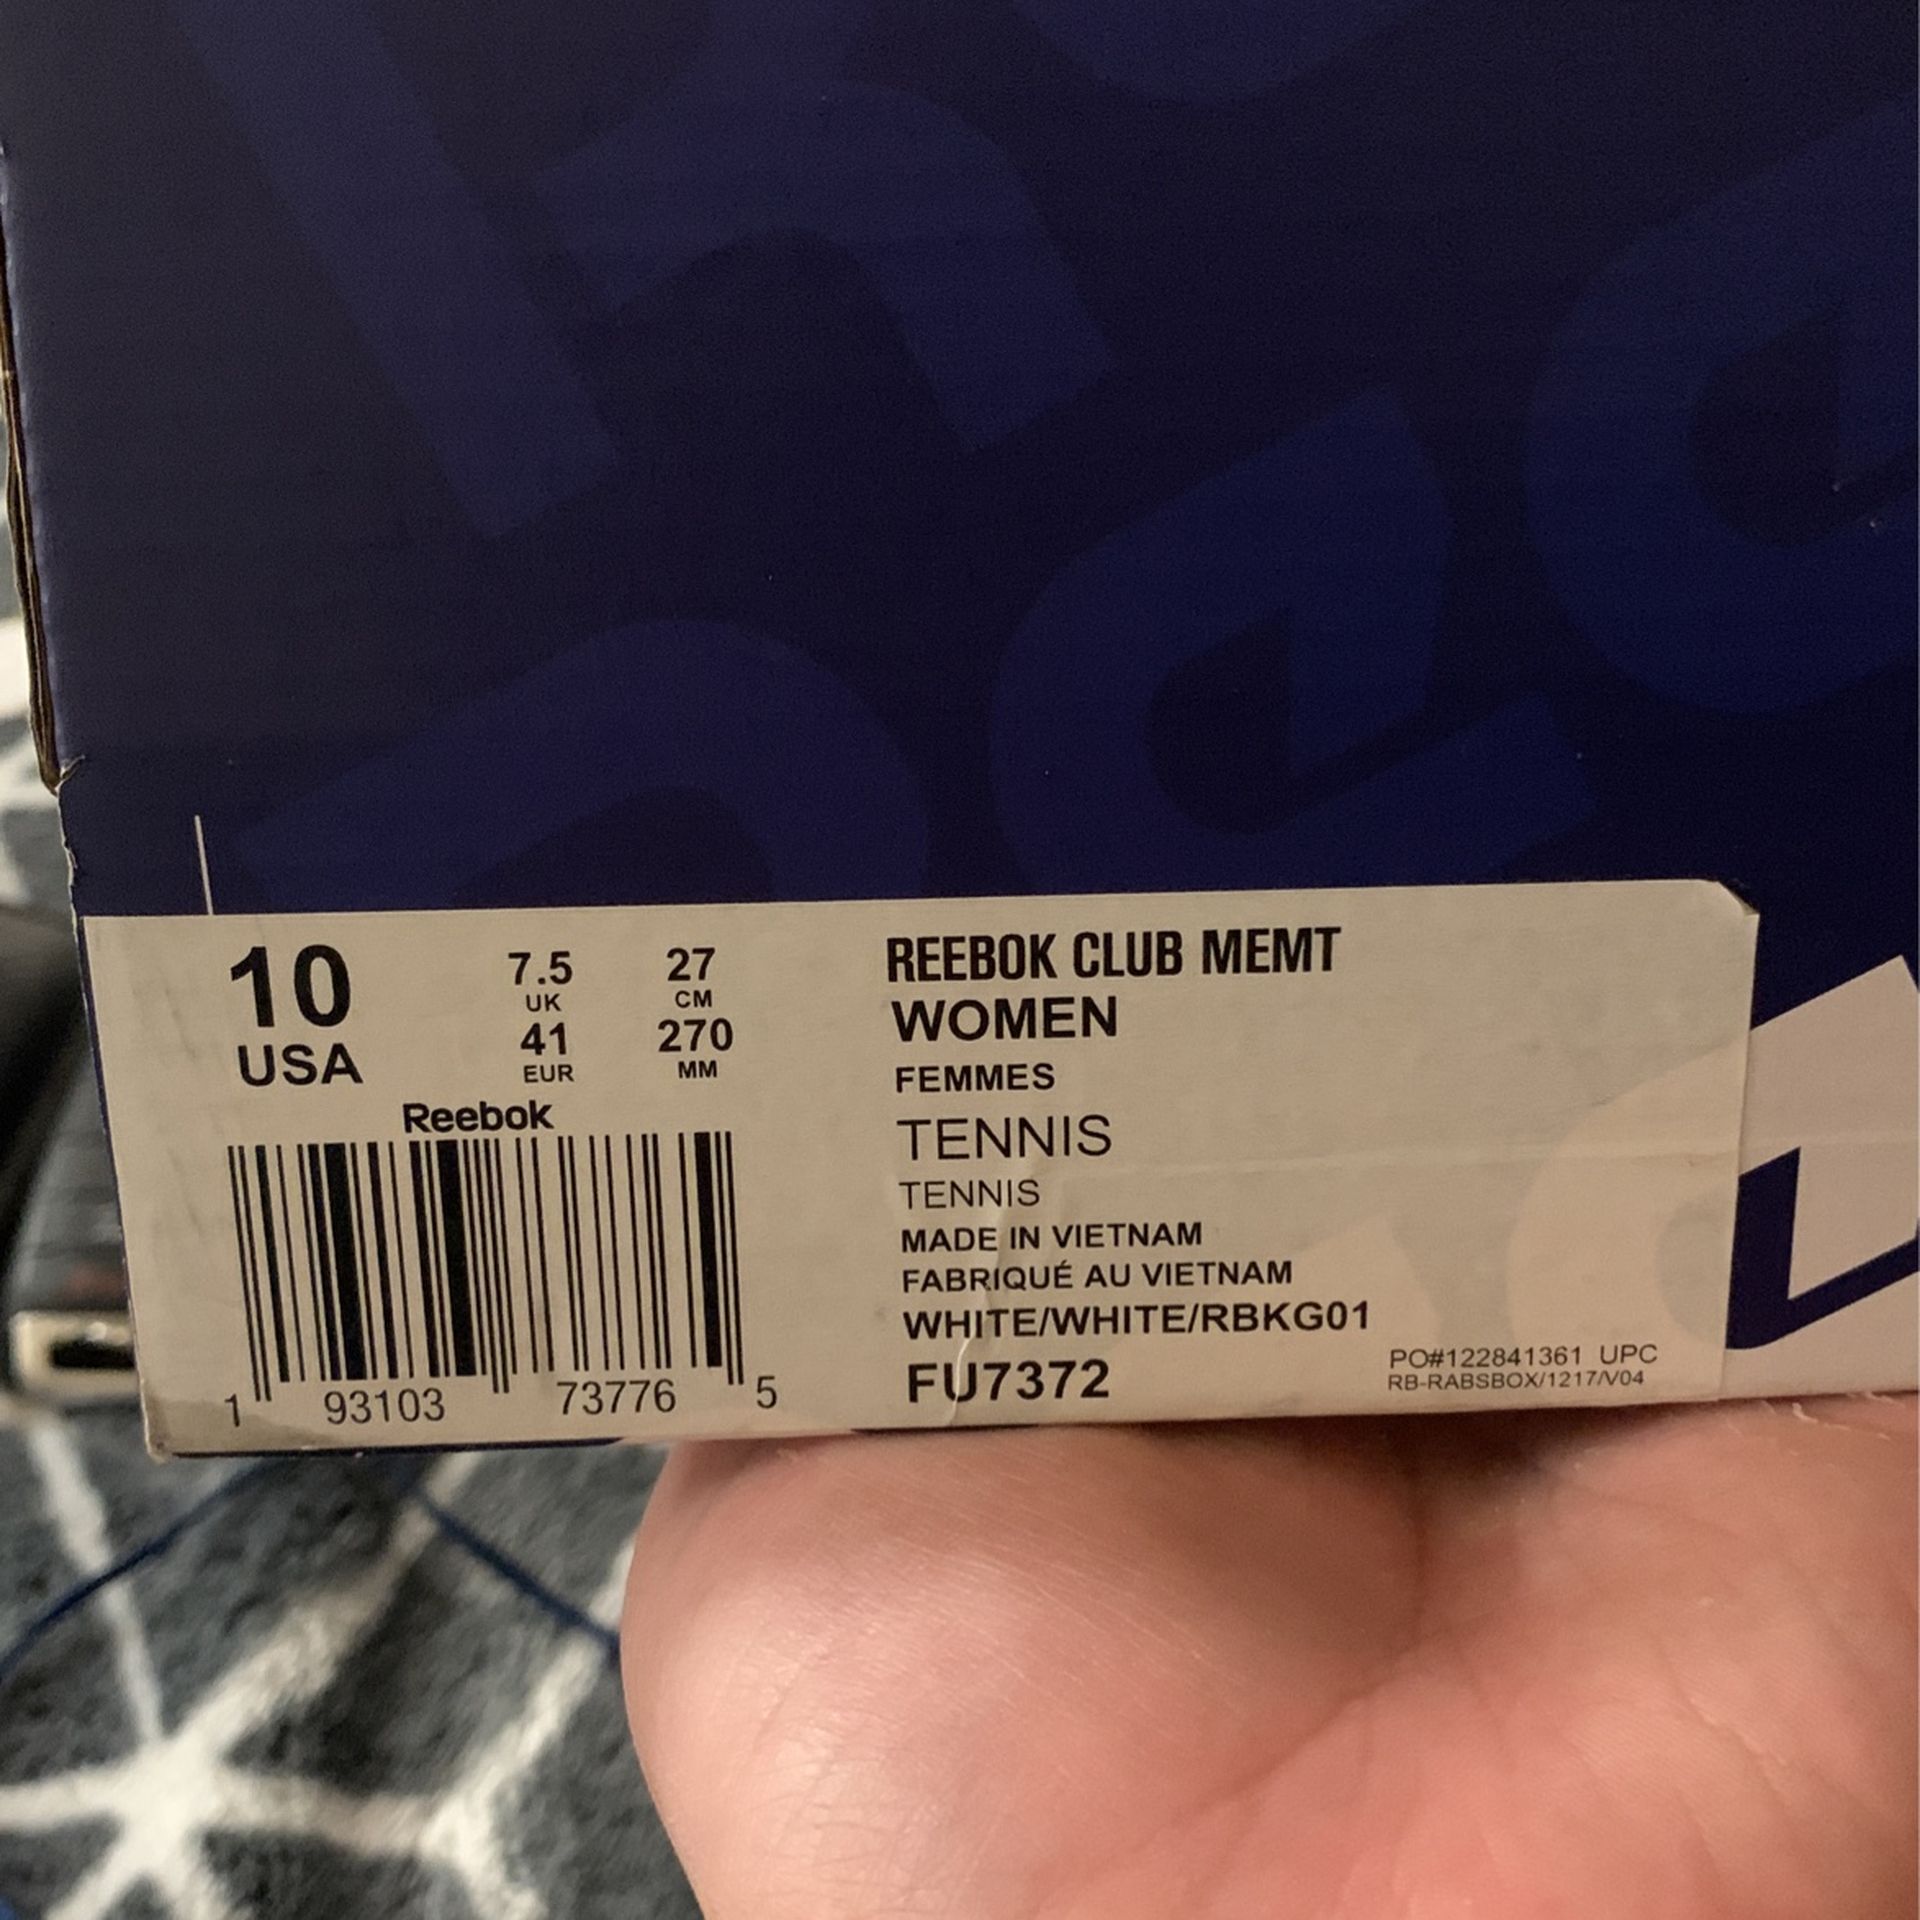 10
USA
7.5
UK
41
EUR
27
CM
270
MM
Reebok
1 93103 73776 5
REEBOK CLUB MEMT
WOMEN
FEMMES
TENNIS
TENNIS
MADE IN VIETNAM
FABRIQUÉ AU VIETNAM
WHITE/WHITE/RBKG01
FU7372
PO#122841361 UPC
RB-RABSBOX/1217/V04